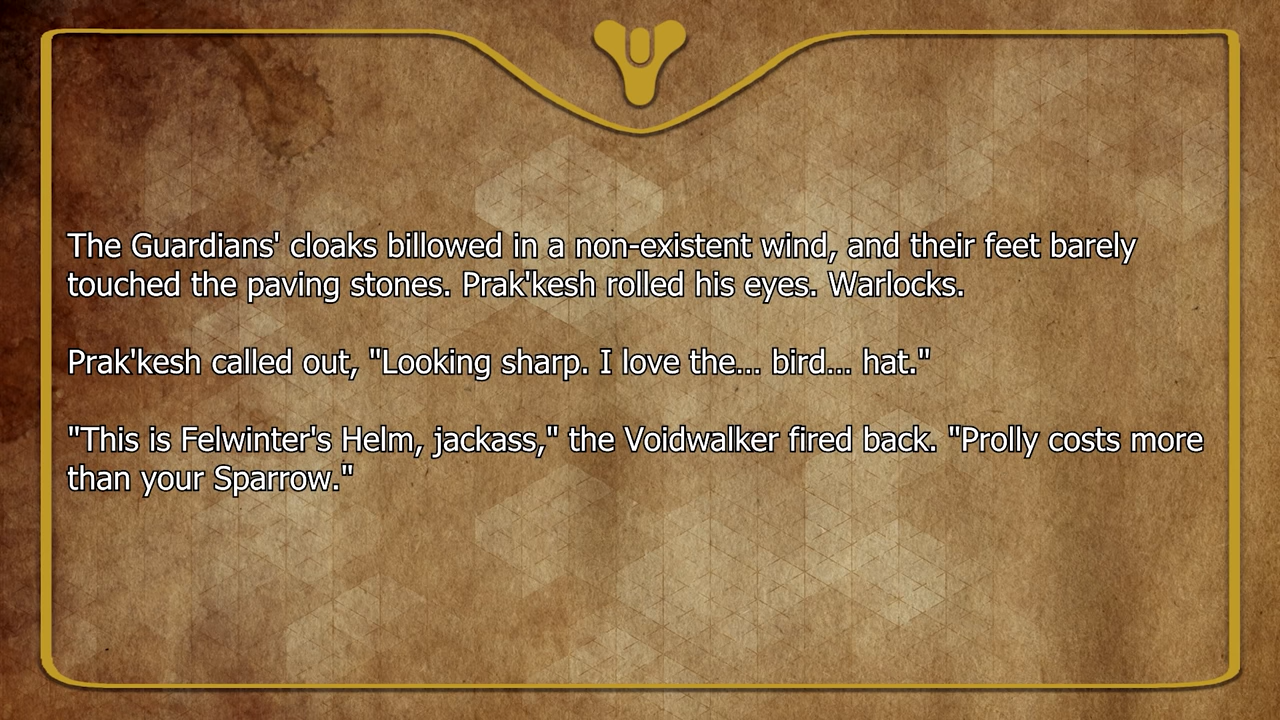 The Guardians' cloaks billowed in a non-existent wind, and their feet barely
touched the paving stones. Prak'kesh rolled his eyes. Warlocks.
Prak'kesh called out, "Looking sharp. I love the... bird... hat."
"This is Felwinter's Helm, jackass," the Voidwalker fired back. "Prolly costs more
than your Sparrow."